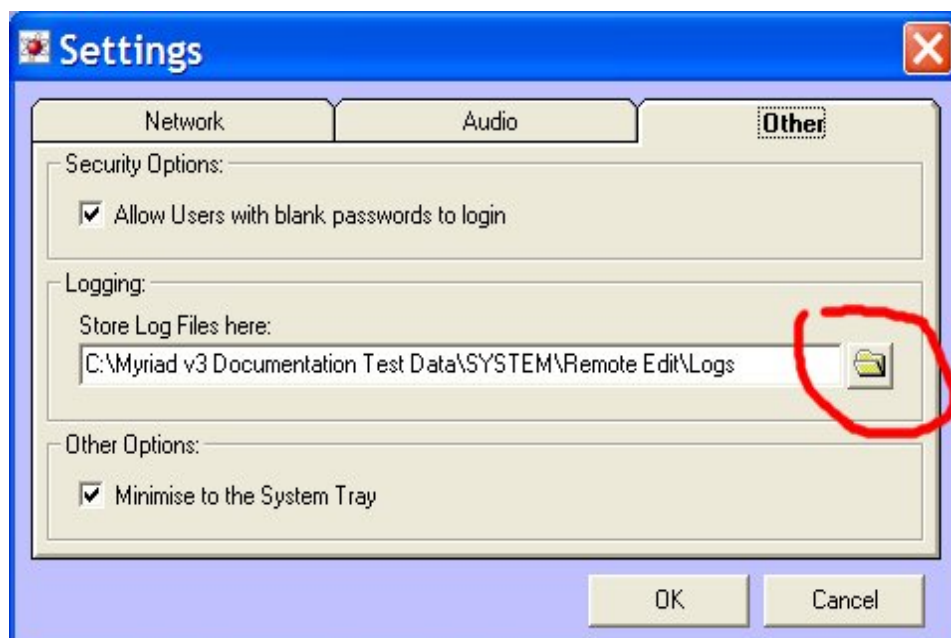 Settings
Network Audio Other
Security Options:
Allow Users with blank passwords to login
Logging:
Store Log Files here:
C:\Myriad v3 Documentation Test Data\SYSTEM\Remote Edit\Logs
Other Options:
Minimise to the System Tray
OK Cancel